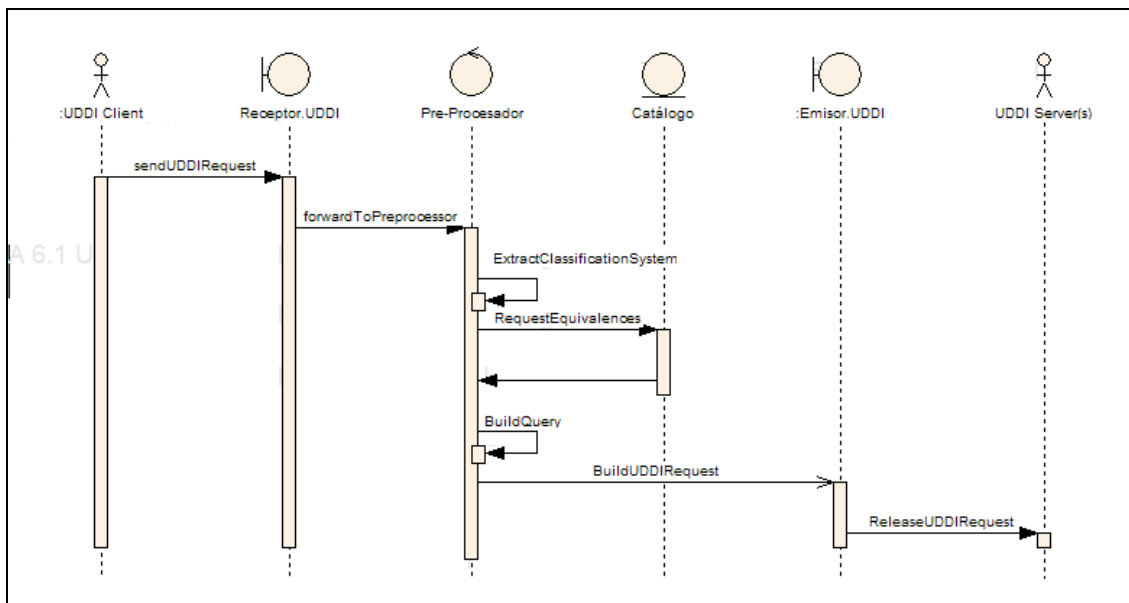 :UDDI Client
Receptor.UDDI
Pre-Procesador
Catálogo
:Emisor.UDDI
UDDI Server(s)
sendUDDIRequest
forwardToPreprocessor
A 6.1 U
ExtractClassificationSystem
RequestEquivalences
BuildQuery
BuildUDDIRequest
ReleaseUDDIRequest